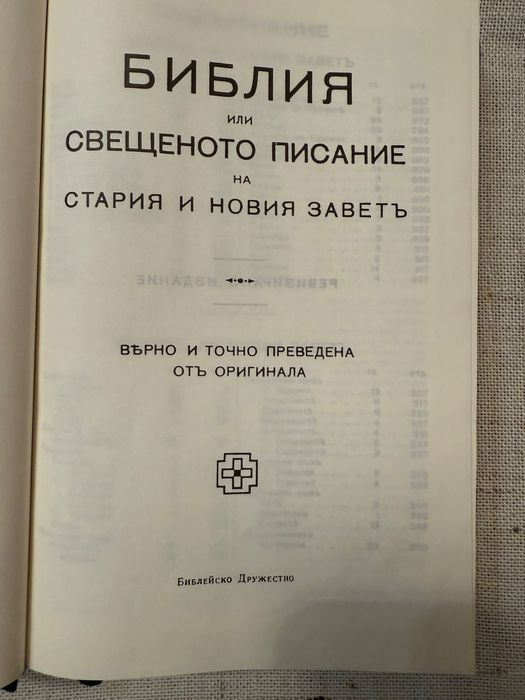 БИБЛИЯ
ИЛИ
СВЕЩЕНОТО ПИСАНИЕ
НА
СТАРИЯ И НОВИЯ ЗАВЕТЪ
ВѢРНО И ТОЧНО ПРЕВЕДЕНА
ОТЪ ОРИГИНАЛА
Библейско Дружество